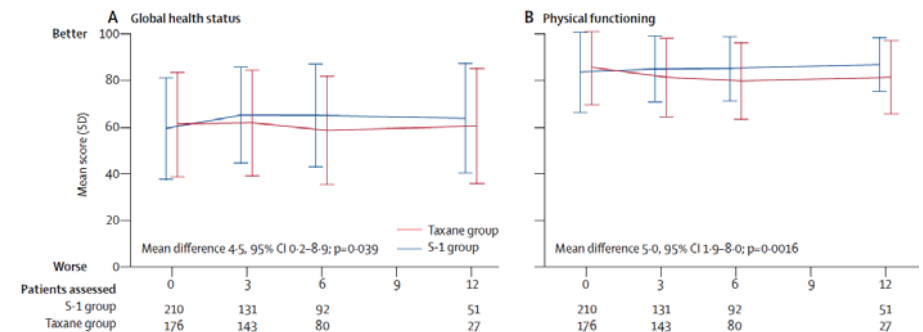 A Global health status
B Physical functioning
Better
100
80
60
40
20
0
Worse
Mean score (SD)
Taxane group
S-1 group
Mean difference 4·5, 95% CI 0·2–8·9; p=0·039
Mean difference 5·0, 95% CI 1·9–8·0; p=0·0016
0 3 6 9 12
0 3 6 9 12
Patients assessed
S-1 group 210 131 92 51 210 131 92 51
Taxane group 176 143 80 27 176 143 80 27